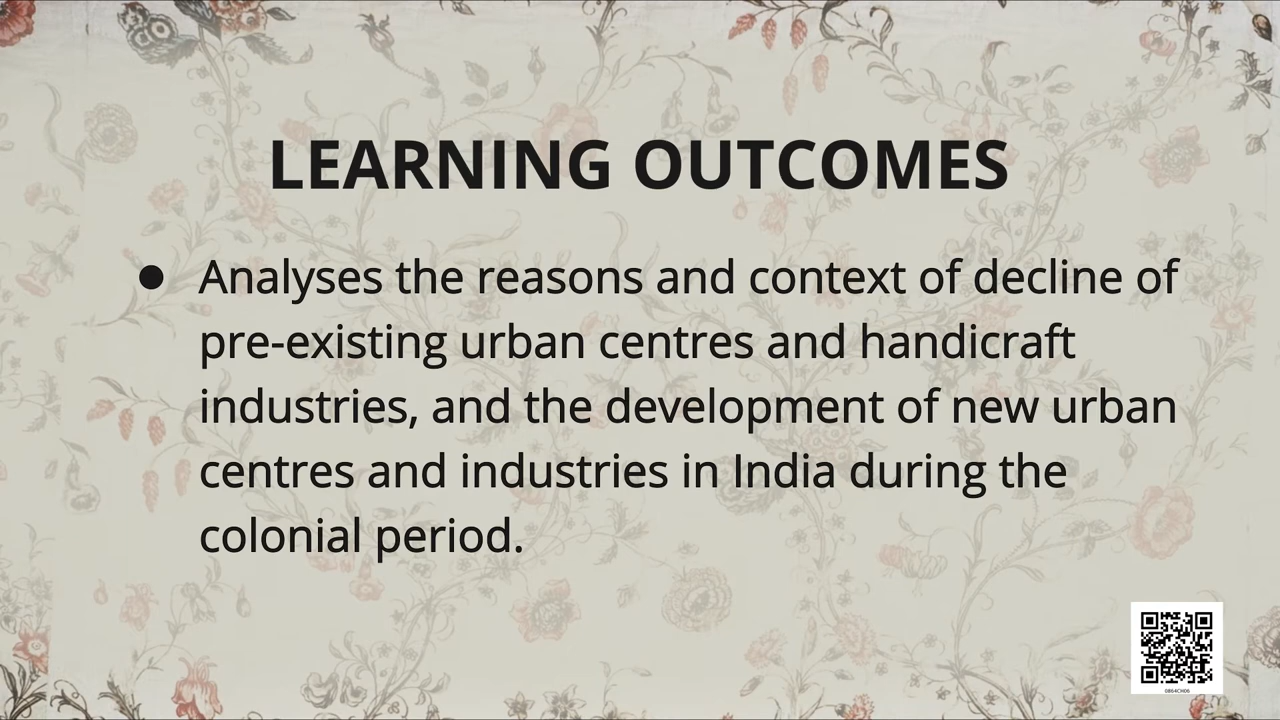 LEARNING OUTCOMES
● Analyses the reasons and context of decline of
pre-existing urban centres and handicraft
industries, and the development of new urban
centres and industries in India during the
colonial period.
0864CH06